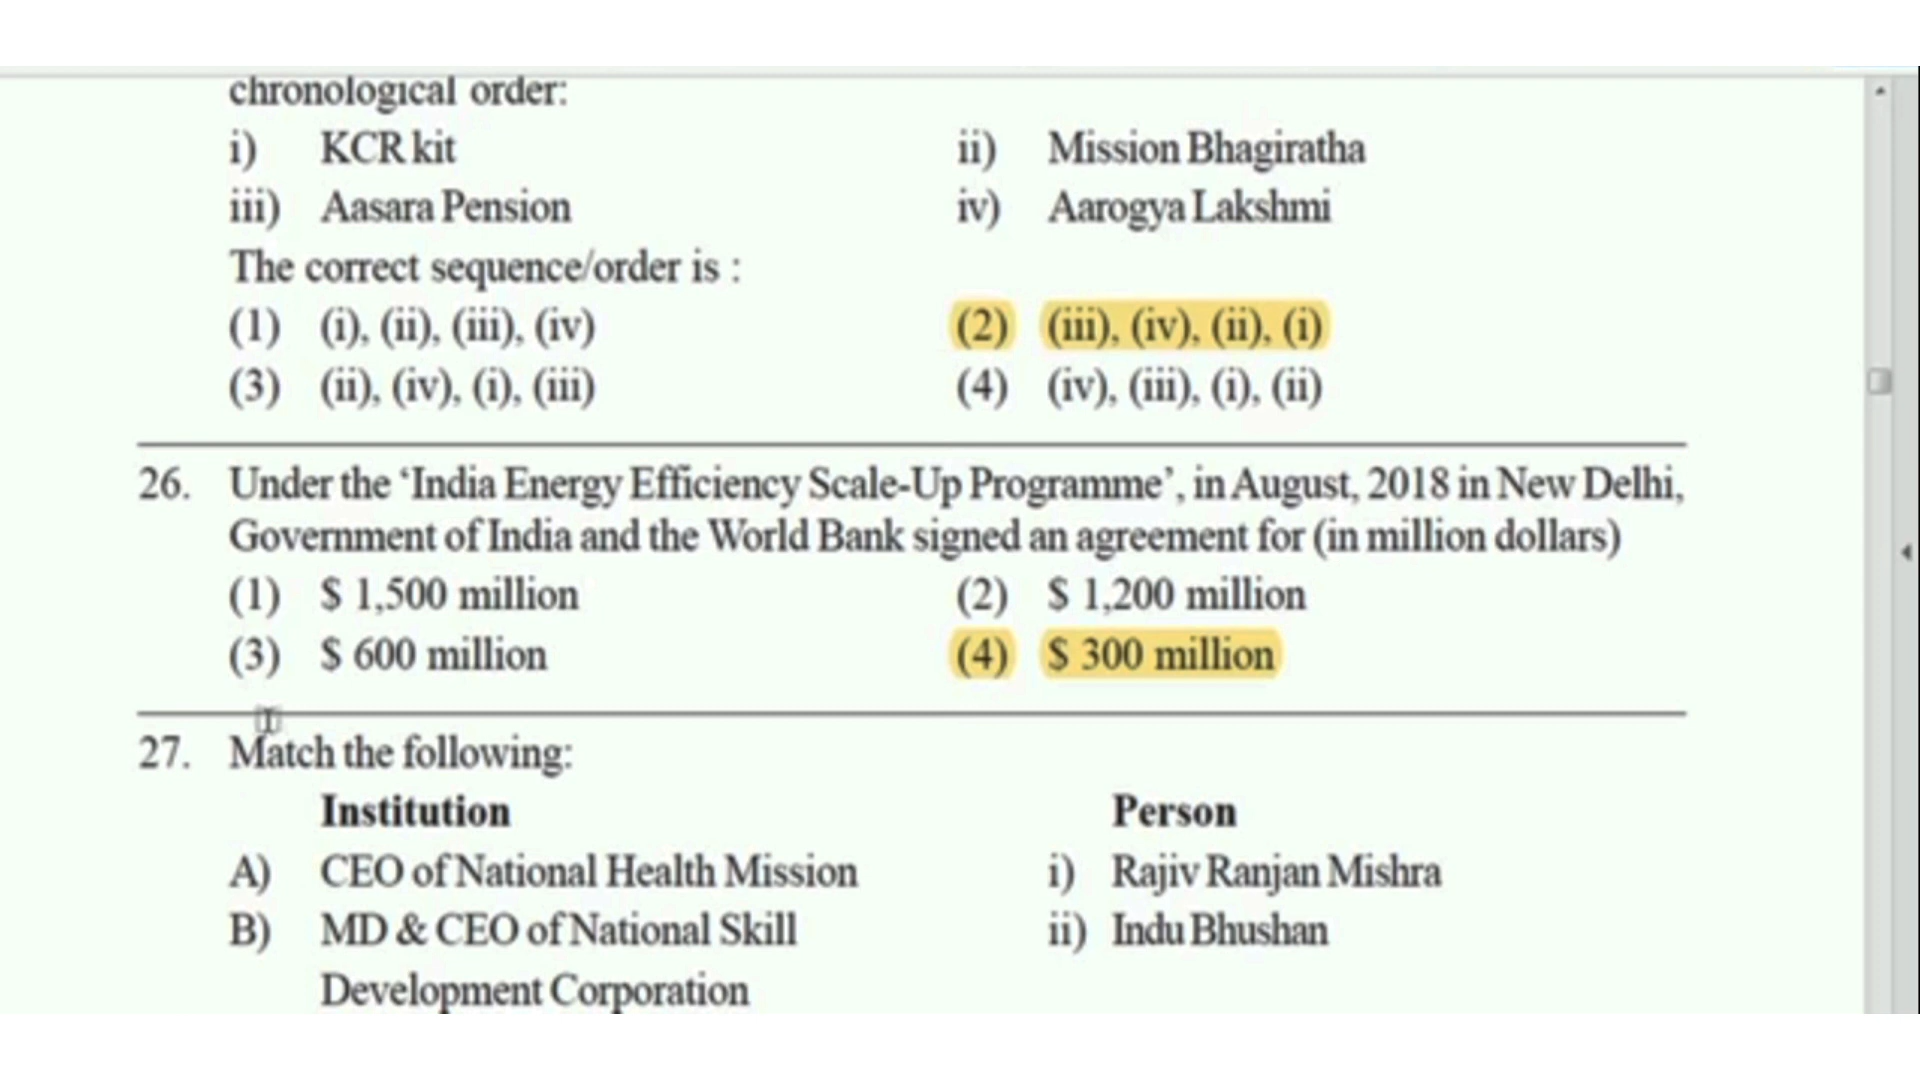 chronological order:
i) KCR kit ii) Mission Bhagiratha
iii) Aasara Pension iv) Aarogya Lakshmi
The correct sequence/order is :
(1) (i), (ii), (iii), (iv) (2) (iii), (iv), (ii), (i)
(3) (ii), (iv), (i), (iii) (4) (iv), (iii), (i), (ii)
26. Under the ‘India Energy Efficiency Scale-Up Programme’, in August, 2018 in New Delhi,
Government of India and the World Bank signed an agreement for (in million dollars)
(1) $ 1,500 million (2) $ 1,200 million
(3) $ 600 million (4) $ 300 million
27. Match the following:
Institution Person
A) CEO of National Health Mission i) Rajiv Ranjan Mishra
B) MD & CEO of National Skill ii) Indu Bhushan
Development Corporation